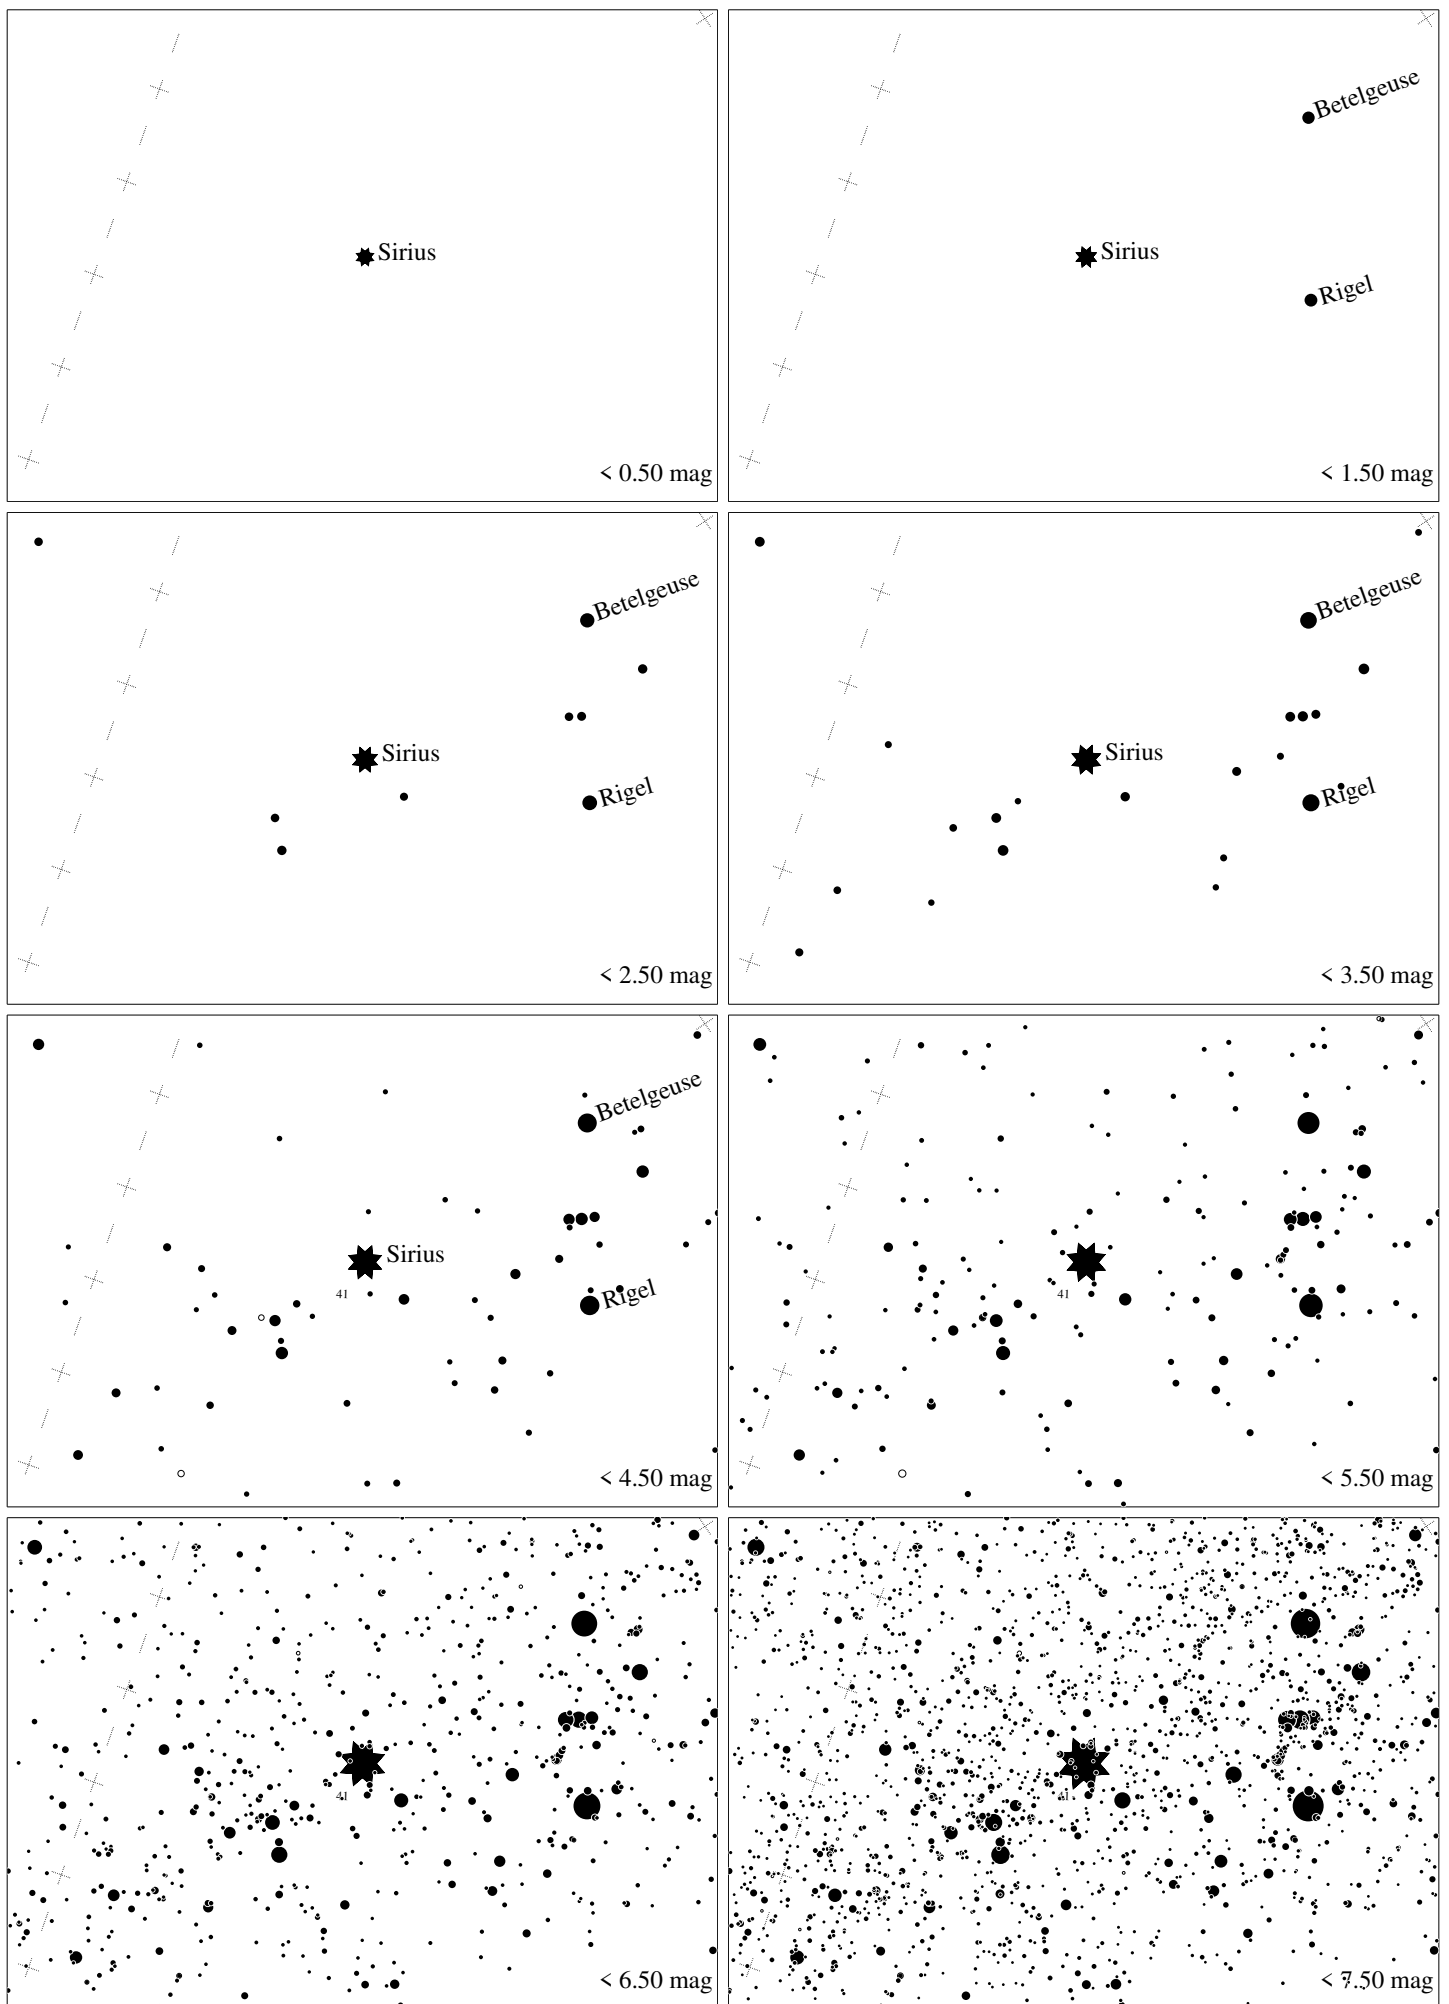 Sirius
< 0.50 mag
Betelgeuse
Sirius
Rigel
< 1.50 mag
Betelgeuse
Sirius
Rigel
< 2.50 mag
Betelgeuse
Sirius
Rigel
< 3.50 mag
Betelgeuse
Sirius
41
Rigel
< 4.50 mag
41
< 5.50 mag
41
< 6.50 mag
41
< 7.50 mag